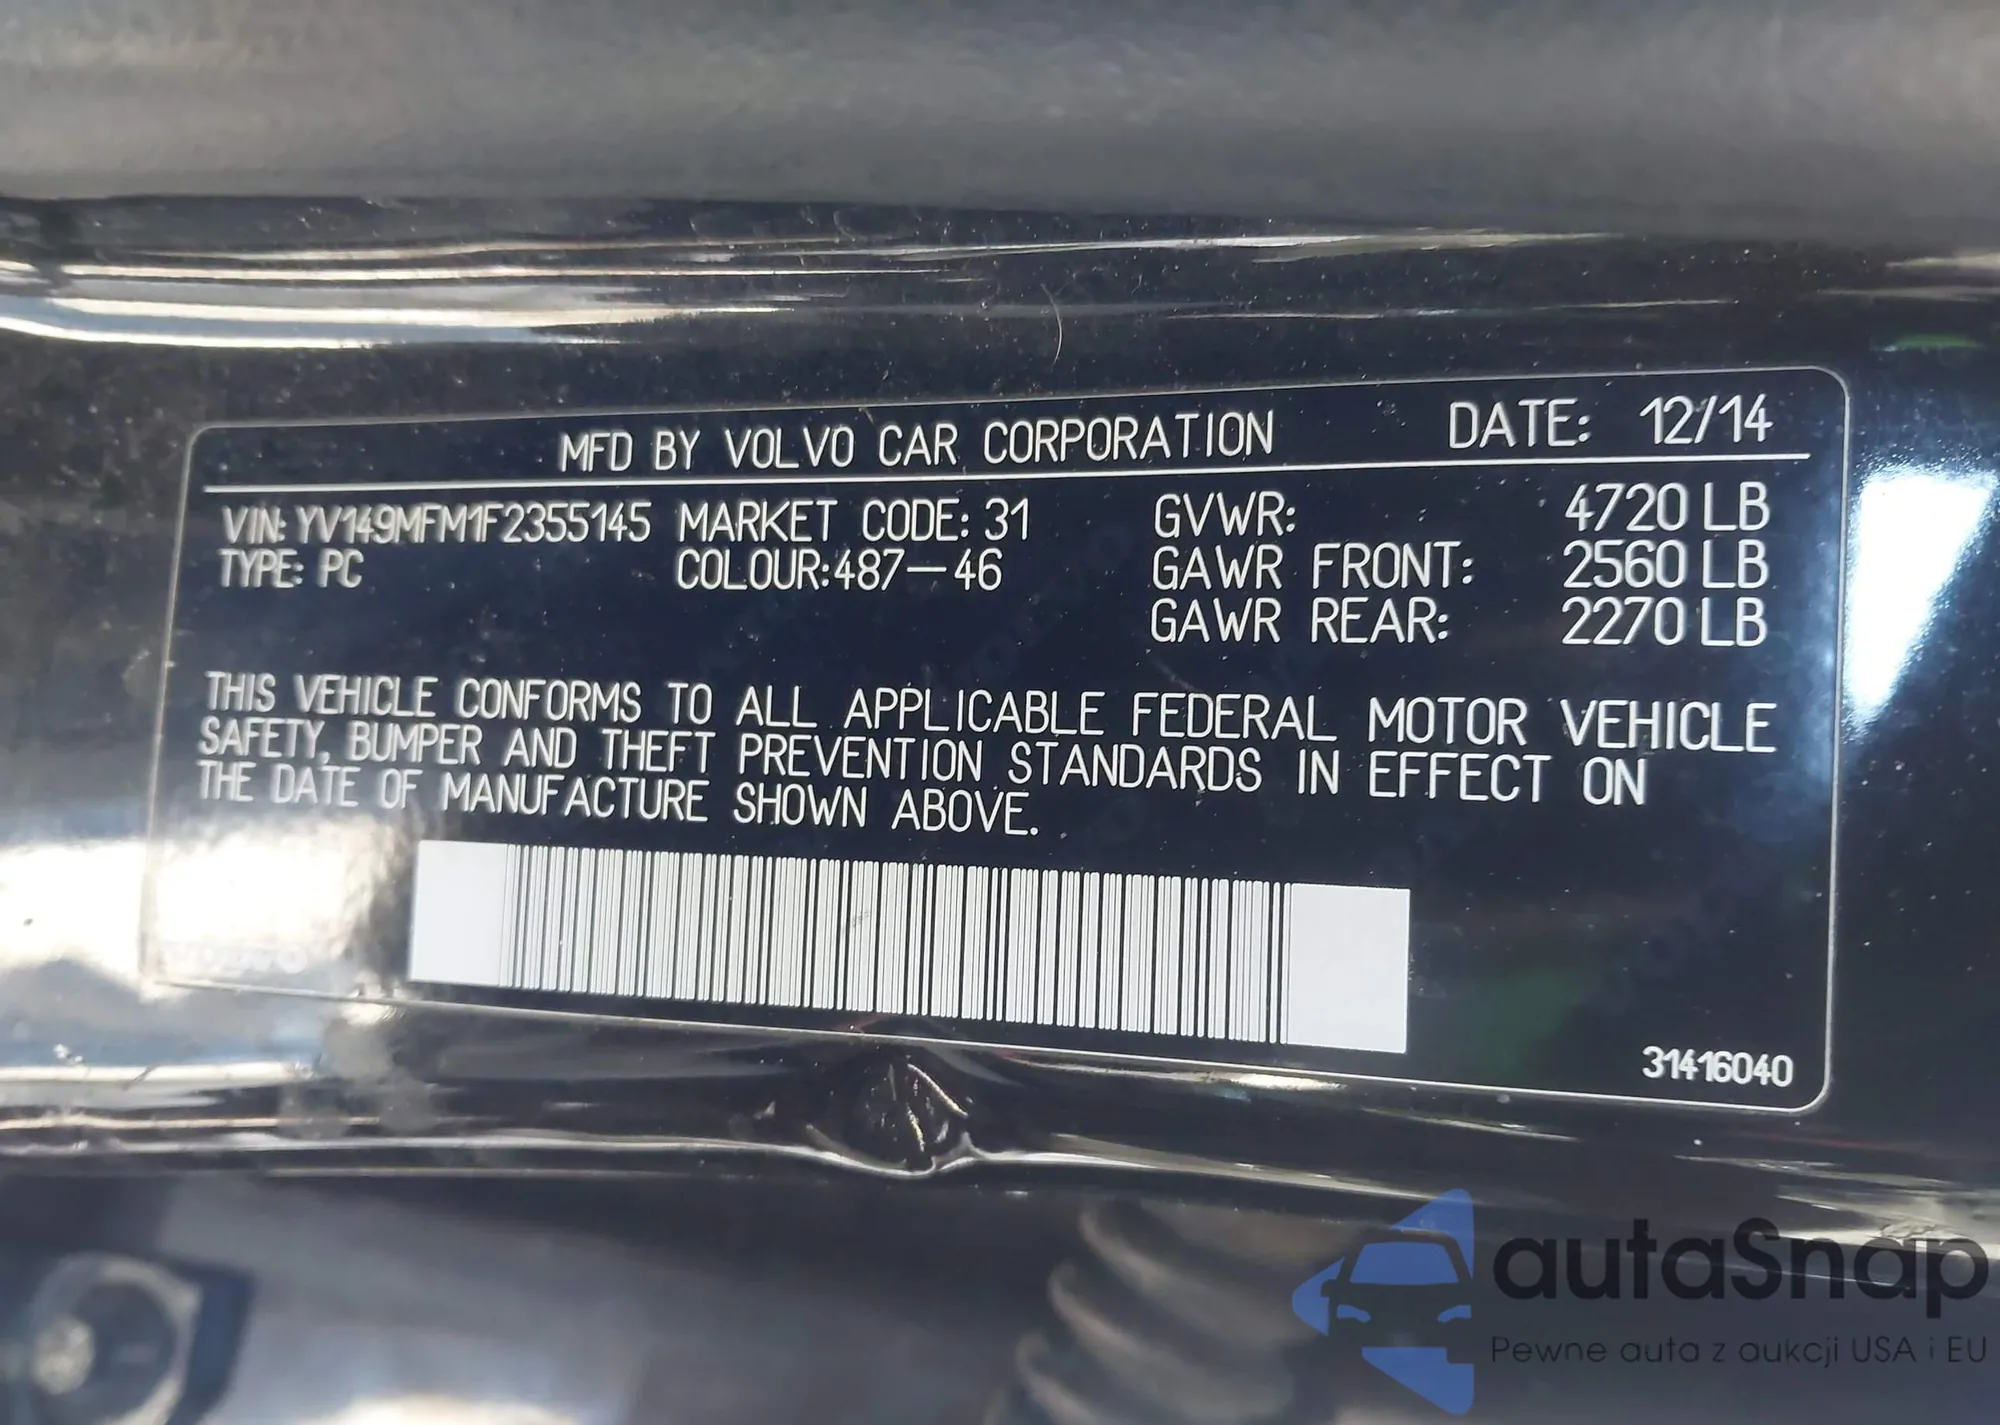 MFD BY VOLVO CAR CORPORATION DATE: 12/14
VIN: YV149MFM1F2355145 MARKET CODE: 31 GVWR: 4720 LB
TYPE: PC COLOUR:487-46 GAWR FRONT: 2560 LB
GAWR REAR: 2270 LB
THIS VEHICLE CONFORMS TO ALL APPLICABLE FEDERAL MOTOR VEHICLE
SAFETY, BUMPER AND THEFT PREVENTION STANDARDS IN EFFECT ON
THE DATE OF MANUFACTURE SHOWN ABOVE.
31416040
autaSnap
Pewne auta z aukcji USA i EU